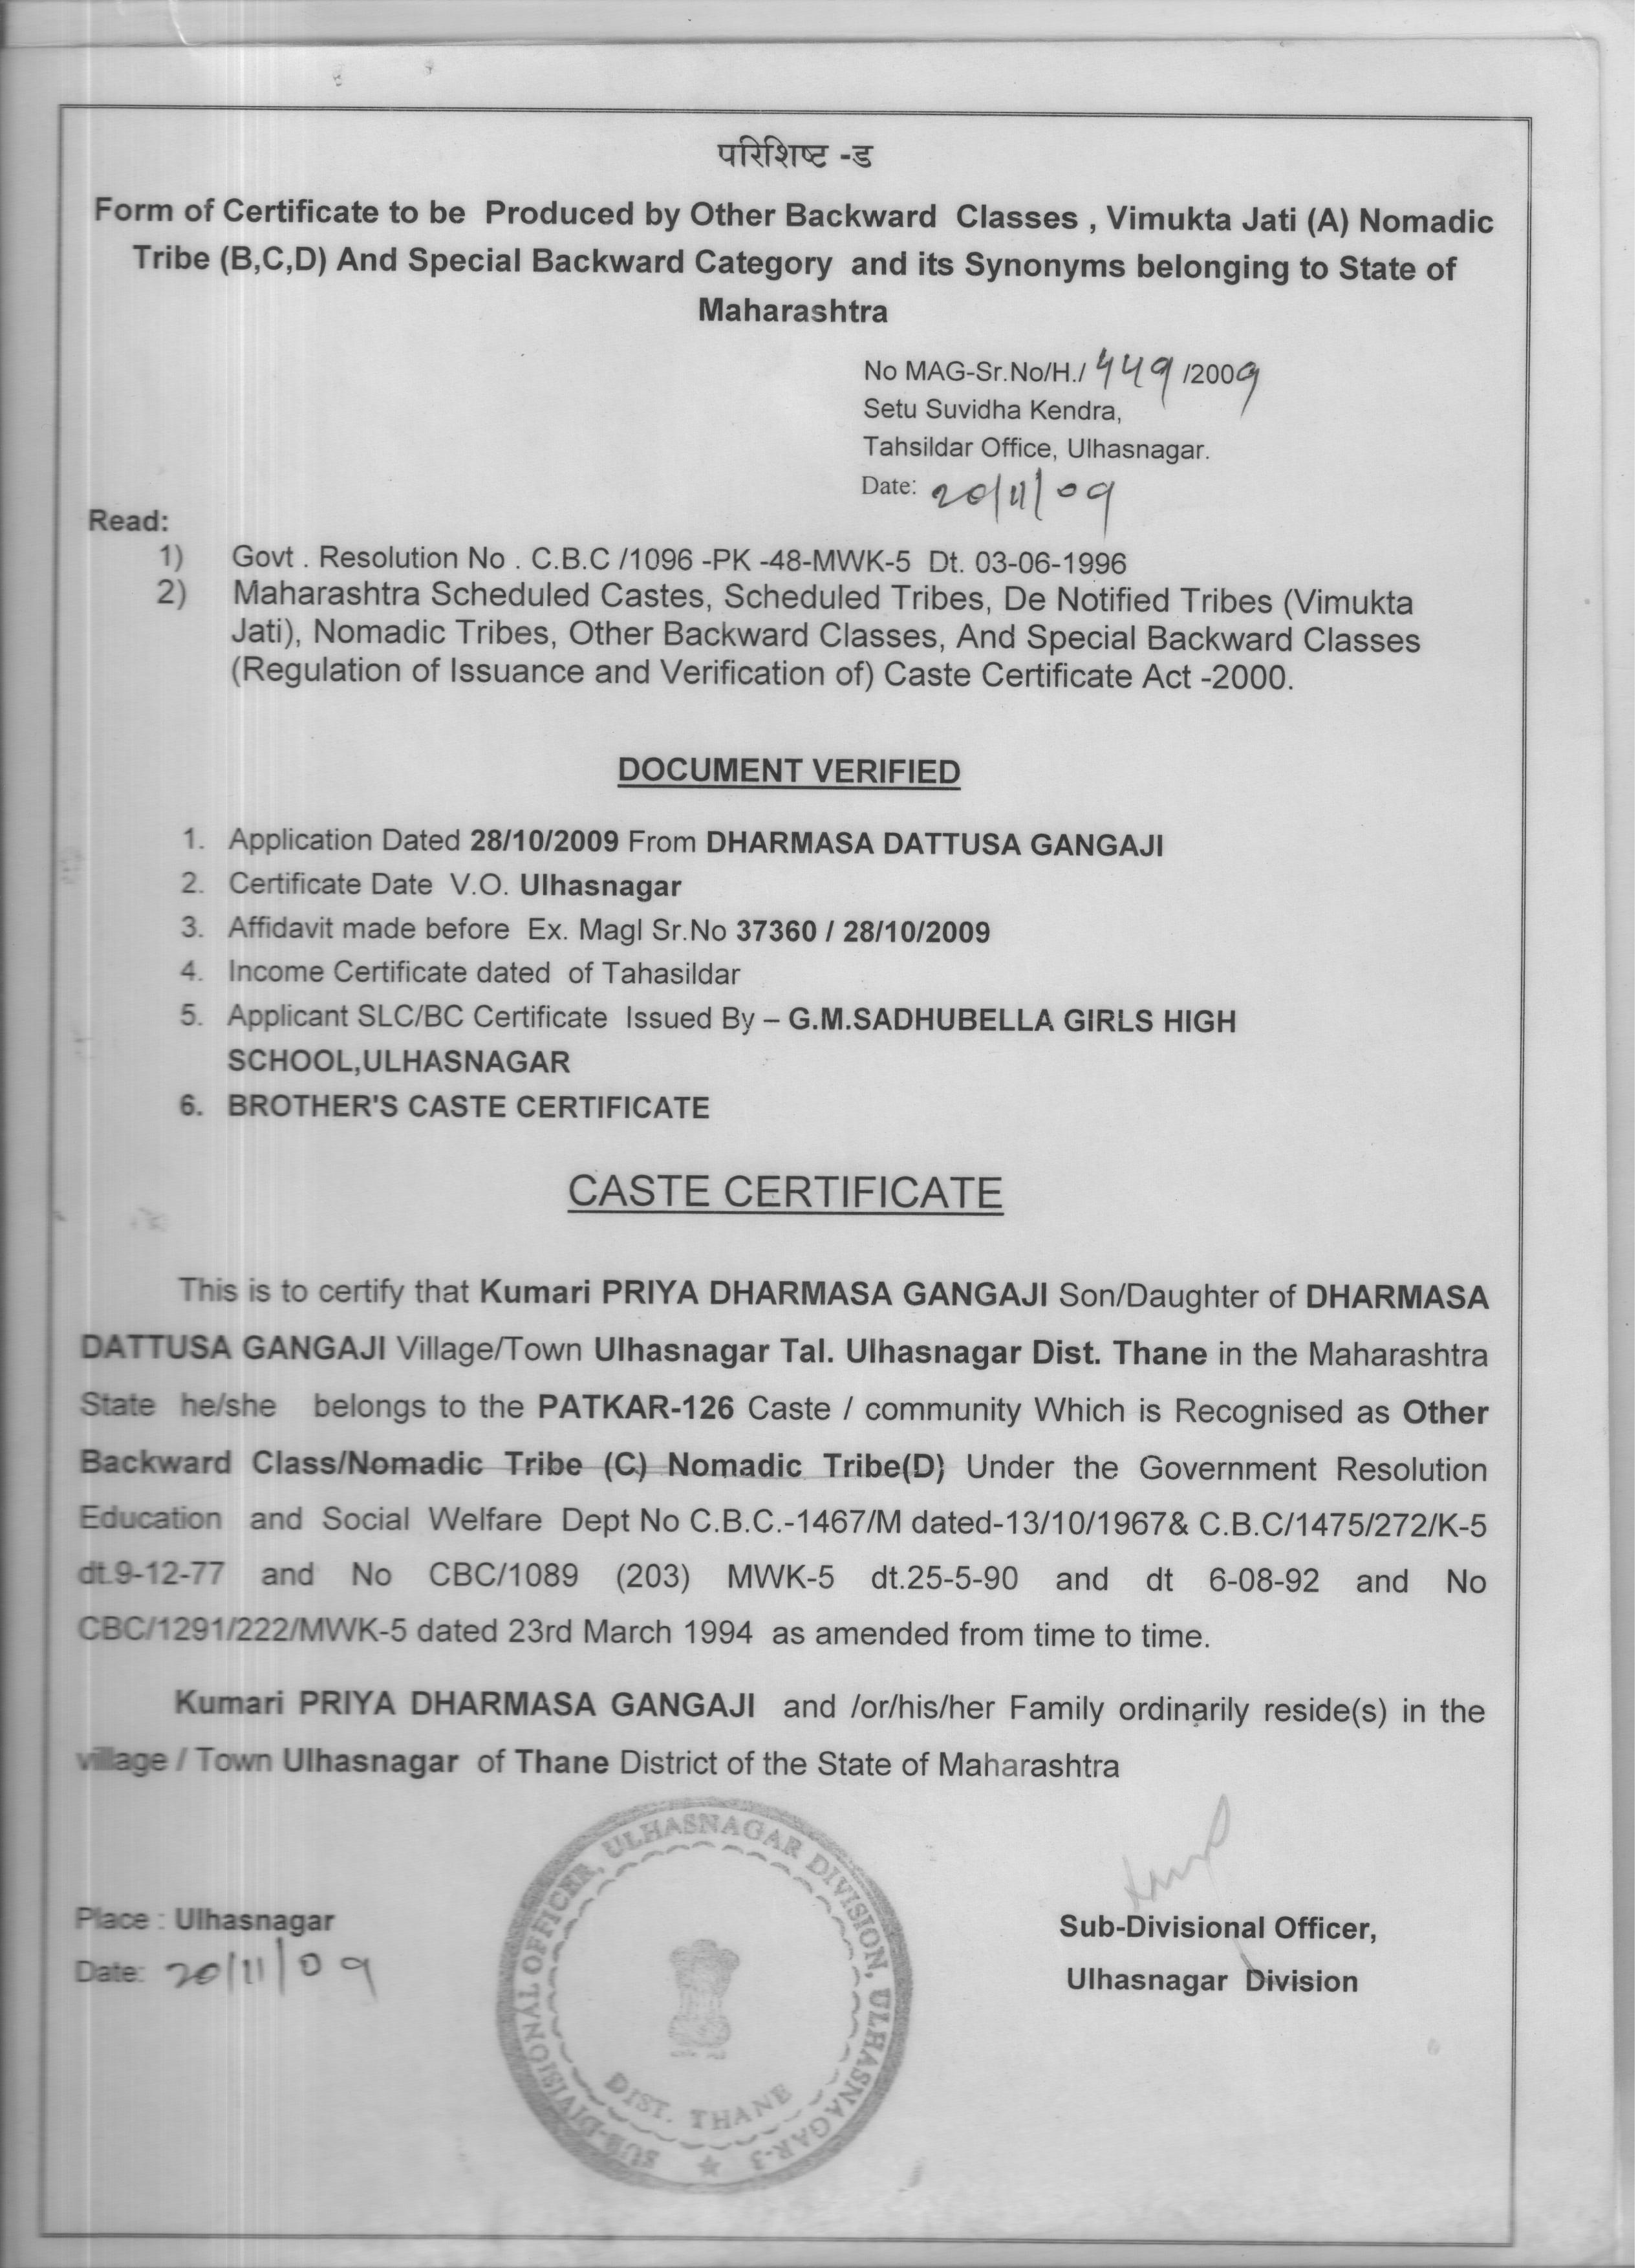 परिशिष्ट -ड
Form of Certificate to be Produced by Other Backward Classes , Vimukta Jati (A) Nomadic
Tribe (B,C,D) And Special Backward Category and its Synonyms belonging to State of
Maharashtra
No MAG-Sr.No/H./ 449 /2009
Setu Suvidha Kendra,
Tahsildar Office, Ulhasnagar.
Date: 20/11/09
Read:
1) Govt . Resolution No . C.B.C /1096 -PK -48-MWK-5 Dt. 03-06-1996
2) Maharashtra Scheduled Castes, Scheduled Tribes, De Notified Tribes (Vimukta
Jati), Nomadic Tribes, Other Backward Classes, And Special Backward Classes
(Regulation of Issuance and Verification of) Caste Certificate Act -2000.
DOCUMENT VERIFIED
1. Application Dated 28/10/2009 From DHARMASA DATTUSA GANGAJI
2. Certificate Date V.O. Ulhasnagar
3. Affidavit made before Ex. Magl Sr.No 37360 / 28/10/2009
4. Income Certificate dated of Tahasildar
5. Applicant SLC/BC Certificate Issued By – G.M.SADHUBELLA GIRLS HIGH
SCHOOL,ULHASNAGAR
6. BROTHER'S CASTE CERTIFICATE
CASTE CERTIFICATE
This is to certify that Kumari PRIYA DHARMASA GANGAJI Son/Daughter of DHARMASA
DATTUSA GANGAJI Village/Town Ulhasnagar Tal. Ulhasnagar Dist. Thane in the Maharashtra
State he/she belongs to the PATKAR-126 Caste / community Which is Recognised as Other
Backward Class/Nomadic Tribe (C) Nomadic Tribe(D) Under the Government Resolution
Education and Social Welfare Dept No C.B.C.-1467/M dated-13/10/1967& C.B.C/1475/272/K-5
dt.9-12-77 and No CBC/1089 (203) MWK-5 dt.25-5-90 and dt 6-08-92 and No
CBC/1291/222/MWK-5 dated 23rd March 1994 as amended from time to time.
Kumari PRIYA DHARMASA GANGAJI and /or/his/her Family ordinarily reside(s) in the
village / Town Ulhasnagar of Thane District of the State of Maharashtra
Place : Ulhasnagar
Date: 20/11/09
SUB-DIVISIONAL OFFICER, ULHASNAGAR DIVISION, ULHASNAGAR-3
DIST. THANE
Sub-Divisional Officer,
Ulhasnagar Division